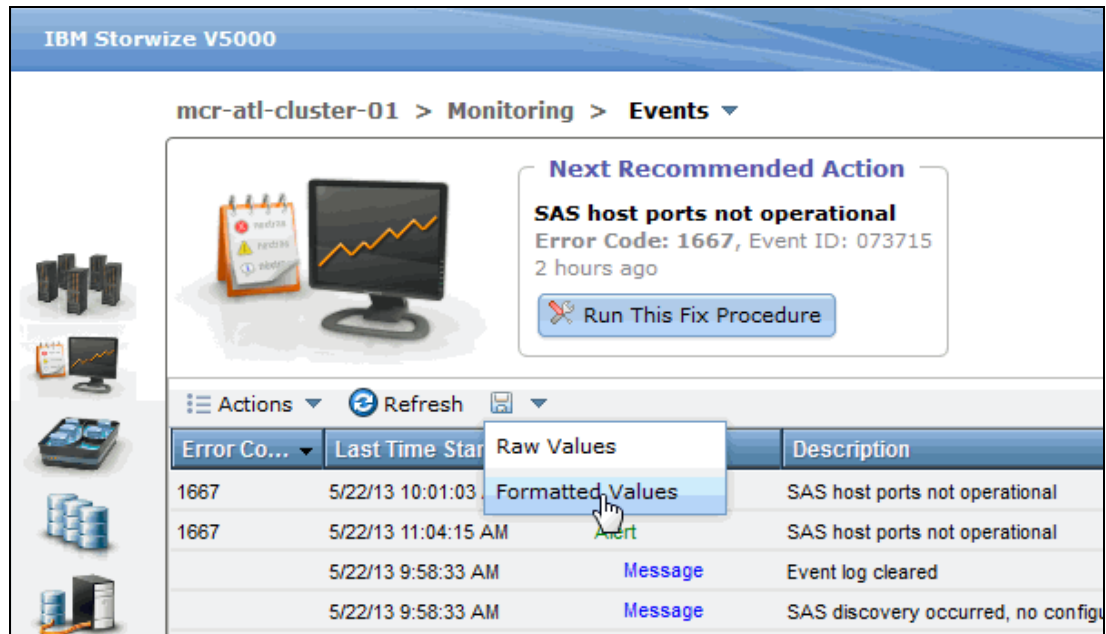 IBM Storwize V5000
mcr-atl-cluster-01 > Monitoring > Events
Next Recommended Action
SAS host ports not operational
Error Code: 1667, Event ID: 073715
2 hours ago
Run This Fix Procedure
Actions Refresh
Error Co... Last Time Star Description
Raw Values
Formatted Values
1667 5/22/13 10:01:03 SAS host ports not operational
1667 5/22/13 11:04:15 AM Alert SAS host ports not operational
5/22/13 9:58:33 AM Message Event log cleared
5/22/13 9:58:33 AM Message SAS discovery occurred, no configu